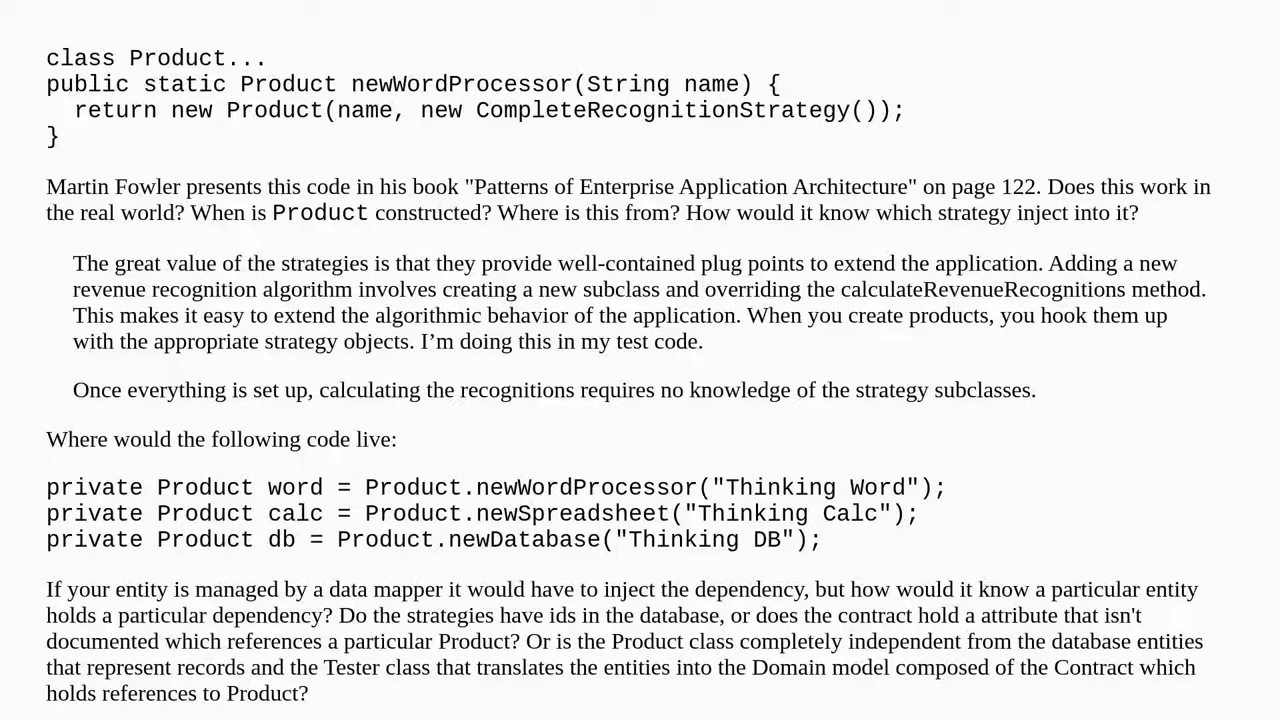 class Product...
public static Product newWordProcessor(String name) {
  return new Product(name, new CompleteRecognitionStrategy());
}
Martin Fowler presents this code in his book "Patterns of Enterprise Application Architecture" on page 122. Does this work in
the real world? When is Product constructed? Where is this from? How would it know which strategy inject into it?
The great value of the strategies is that they provide well-contained plug points to extend the application. Adding a new
revenue recognition algorithm involves creating a new subclass and overriding the calculateRevenueRecognitions method.
This makes it easy to extend the algorithmic behavior of the application. When you create products, you hook them up
with the appropriate strategy objects. I’m doing this in my test code.
Once everything is set up, calculating the recognitions requires no knowledge of the strategy subclasses.
Where would the following code live:
private Product word = Product.newWordProcessor("Thinking Word");
private Product calc = Product.newSpreadsheet("Thinking Calc");
private Product db = Product.newDatabase("Thinking DB");
If your entity is managed by a data mapper it would have to inject the dependency, but how would it know a particular entity
holds a particular dependency? Do the strategies have ids in the database, or does the contract hold a attribute that isn't
documented which references a particular Product? Or is the Product class completely independent from the database entities
that represent records and the Tester class that translates the entities into the Domain model composed of the Contract which
holds references to Product?